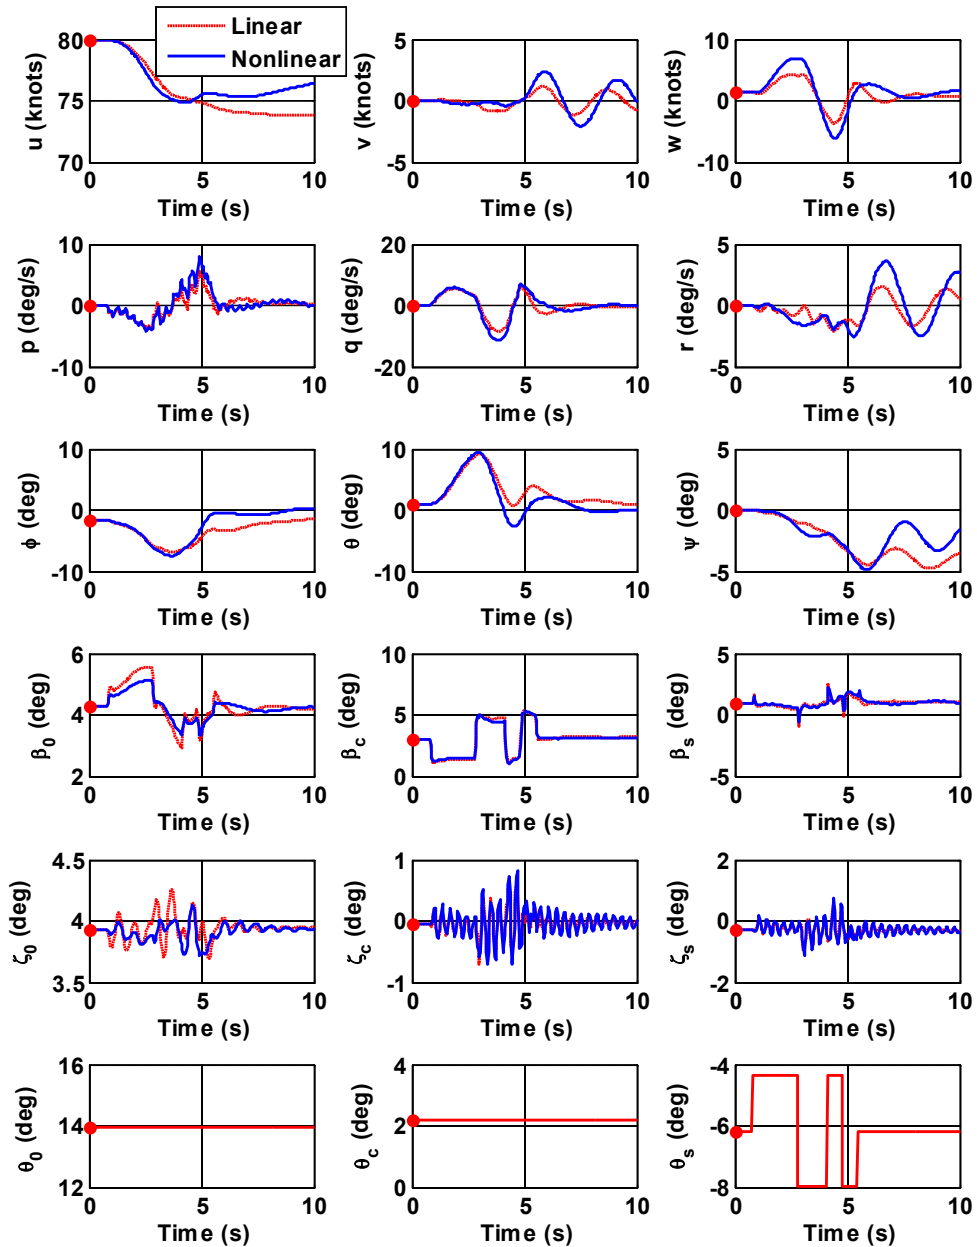 Linear
Nonlinear
80
75
70
u (knots)
0 5 10
Time (s)
5
0
-5
v (knots)
0 5 10
Time (s)
10
0
-10
w (knots)
0 5 10
Time (s)
10
0
-10
p (deg/s)
0 5 10
Time (s)
20
0
-20
q (deg/s)
0 5 10
Time (s)
5
0
-5
r (deg/s)
0 5 10
Time (s)
10
0
-10
ϕ (deg)
0 5 10
Time (s)
10
0
-10
θ (deg)
0 5 10
Time (s)
5
0
-5
ψ (deg)
0 5 10
Time (s)
6
4
2
β0 (deg)
0 5 10
Time (s)
10
5
0
βc (deg)
0 5 10
Time (s)
5
0
-5
βs (deg)
0 5 10
Time (s)
4.5
4
3.5
ζ0 (deg)
0 5 10
Time (s)
1
0
-1
ζc (deg)
0 5 10
Time (s)
2
0
-2
ζs (deg)
0 5 10
Time (s)
16
14
12
θ0 (deg)
0 5 10
Time (s)
4
2
0
θc (deg)
0 5 10
Time (s)
-4
-6
-8
θs (deg)
0 5 10
Time (s)